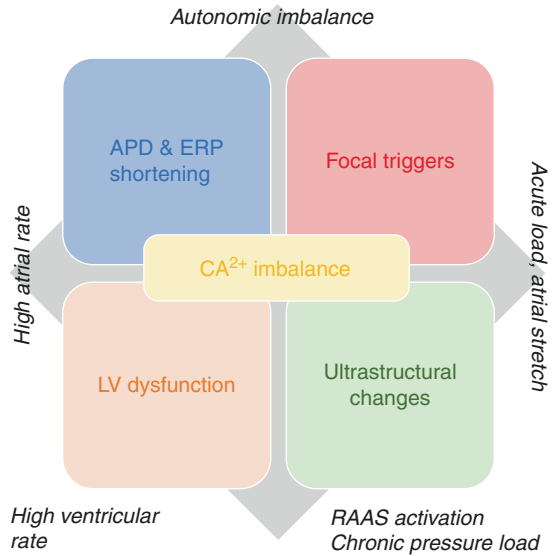 Autonomic imbalance
APD & ERP
shortening
Focal triggers
High atrial rate
CA²⁺ imbalance
Acute load, atrial stretch
LV dysfunction
Ultrastructural
changes
High ventricular
rate
RAAS activation
Chronic pressure load